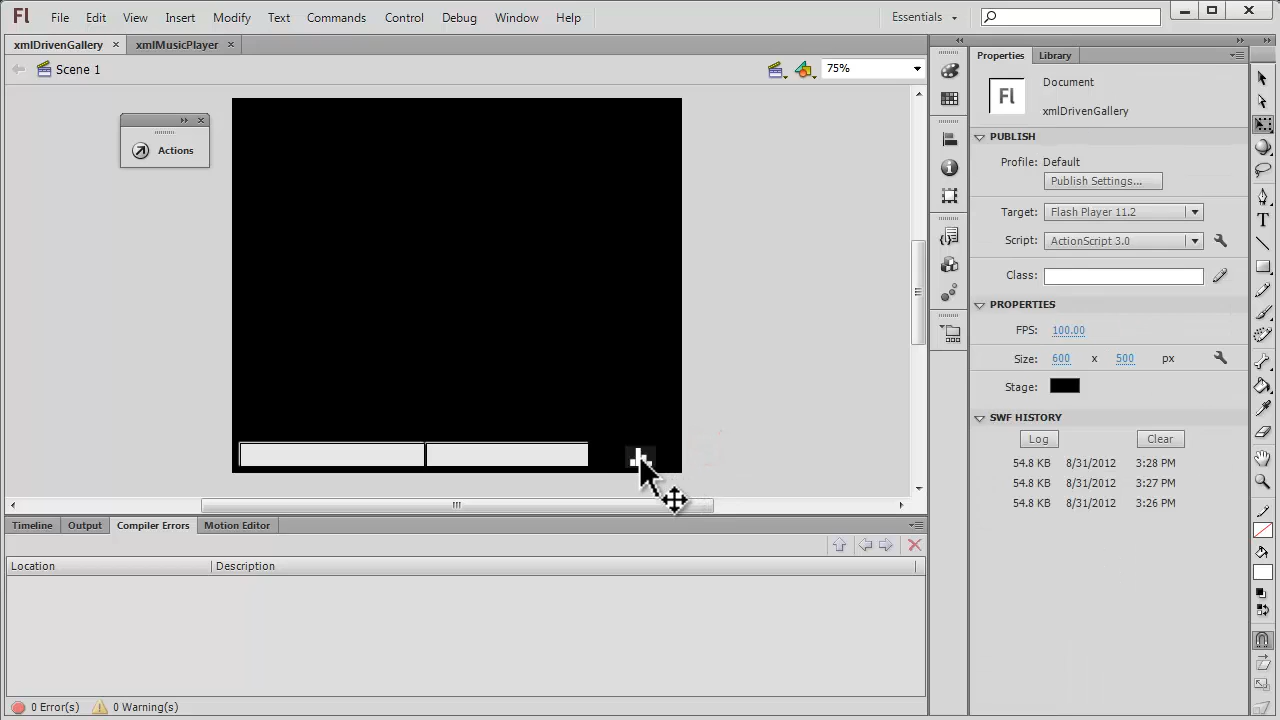 Fl File Edit View Insert Modify Text Commands Control Debug Window Help Essentials
xmlDrivenGallery xmlMusicPlayer
Scene 1 75%
Actions
Properties Library
Fl Document
xmlDrivenGallery
PUBLISH
Profile: Default
Publish Settings...
Target: Flash Player 11.2
Script: ActionScript 3.0
Class:
PROPERTIES
FPS: 100.00
Size: 600 x 500 px
Stage:
SWF HISTORY
Log Clear
54.8 KB 8/31/2012 3:28 PM
54.8 KB 8/31/2012 3:27 PM
54.8 KB 8/31/2012 3:26 PM
Timeline Output Compiler Errors Motion Editor
Location Description
0 Error(s) 0 Warning(s)